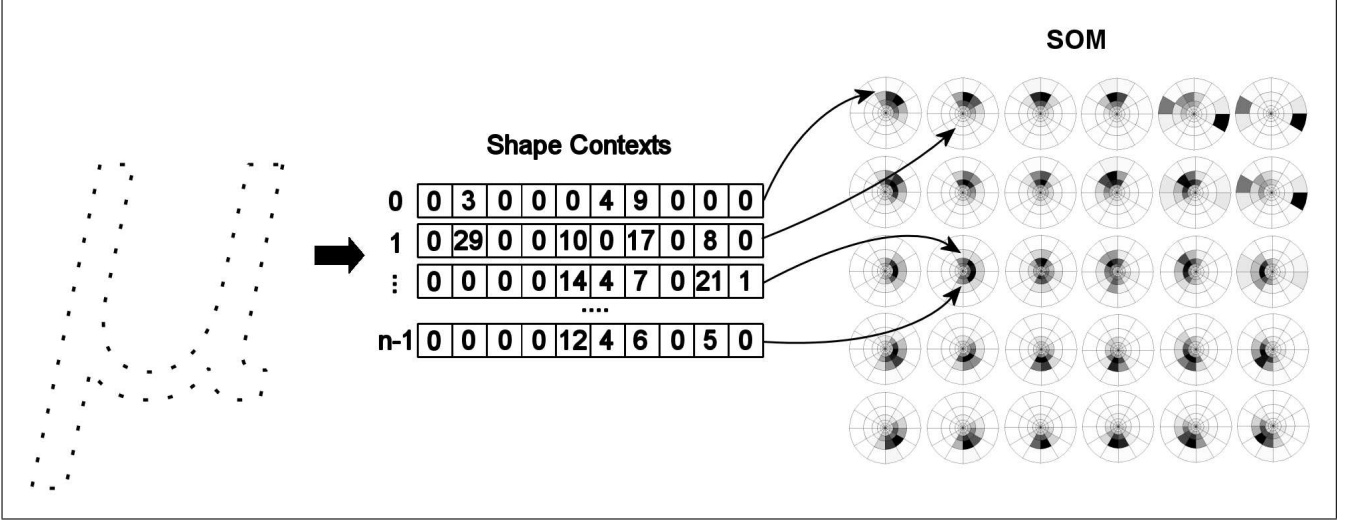 SOM
Shape Contexts
0 0 3 0 0 0 4 9 0 0 0
1 0 29 0 0 10 0 17 0 8 0
... 0 0 0 0 14 4 7 0 21 1
....
n-1 0 0 0 0 12 4 6 0 5 0
μ